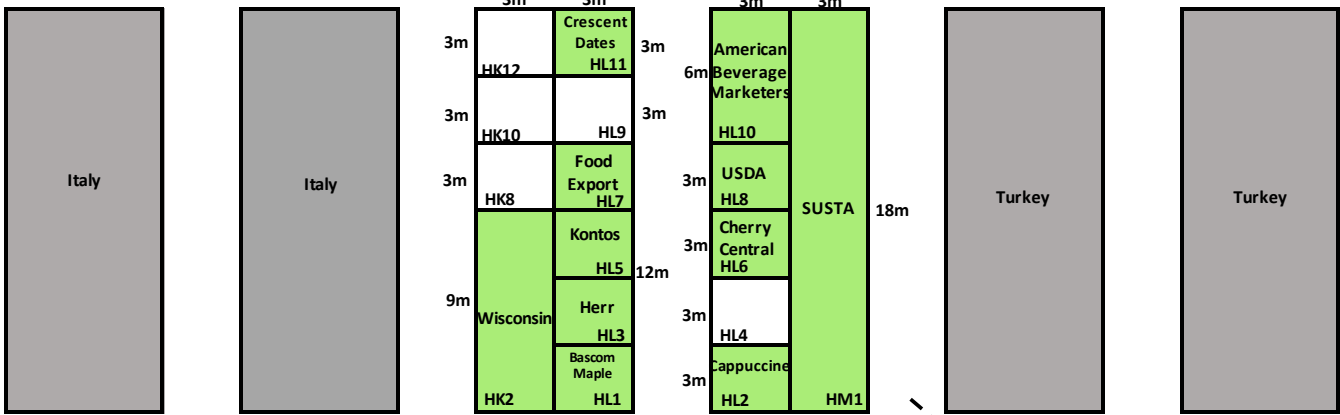 Italy
Italy
3m
3m
3m
HK12
Crescent
Dates
HL11
3m
3m
HK10
HL9
3m
3m
HK8
Food
Export
HL7
9m
Wisconsin
HK2
Kontos
HL5
12m
Herr
HL3
Bascom
Maple
HL1
3m
3m
6m
American
Beverage
Marketers
HL10
3m
USDA
HL8
3m
Cherry
Central
HL6
3m
HL4
3m
Cappuccine
HL2
SUSTA
HM1
18m
Turkey
Turkey